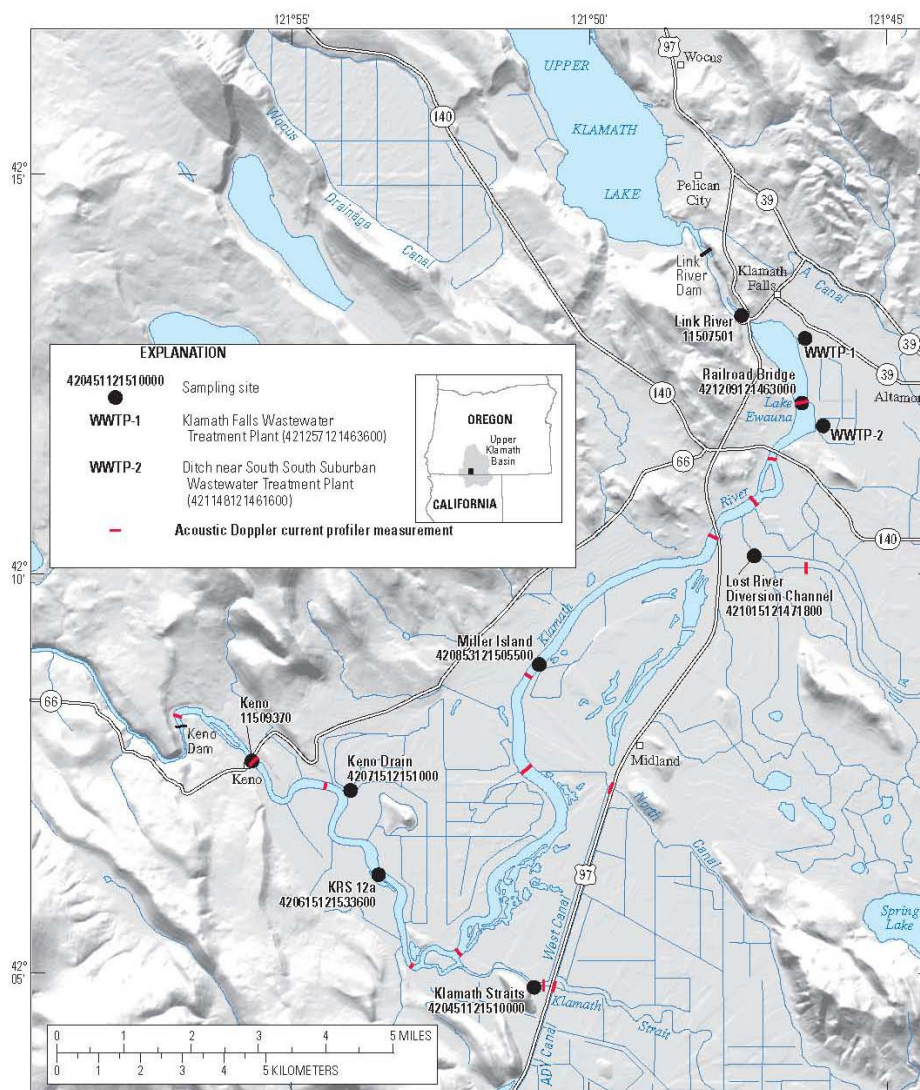 121°55'
121°50'
121°45'
97
Wocus
UPPER
KLAMATH
LAKE
140
Wocus
Drainage Canal
42°
15'
Pelican
City
39
39
Link
River
Dam
Klamath
Falls
A Canal
Link River
11507501
WWTP-1
39
39
Railroad Bridge
421209121463000
Altamon
Lake
Ewauna
WWTP-2
140
66
EXPLANATION
420451121510000
Sampling site
WWTP-1
Klamath Falls Wastewater
Treatment Plant (421257121463600)
WWTP-2
Ditch near South South Suburban
Wastewater Treatment Plant
(421148121461600)
Acoustic Doppler current profiler measurement
OREGON
Upper
Klamath
Basin
CALIFORNIA
140
42°
10'
Klamath River
Lost River
Diversion Channel
421015121471800
Miller Island
420853121505500
66
Keno
11509370
Keno
Dam
Keno
Keno Drain
42071512151000
Midland
North Canal
KRS 12a
420615121533600
97
West Canal
Spring
Lake
42°
05'
Klamath Straits
420451121510000
Klamath
Strait
ADY Canal
0 1 2 3 4 5 MILES
0 1 2 3 4 5 KILOMETERS